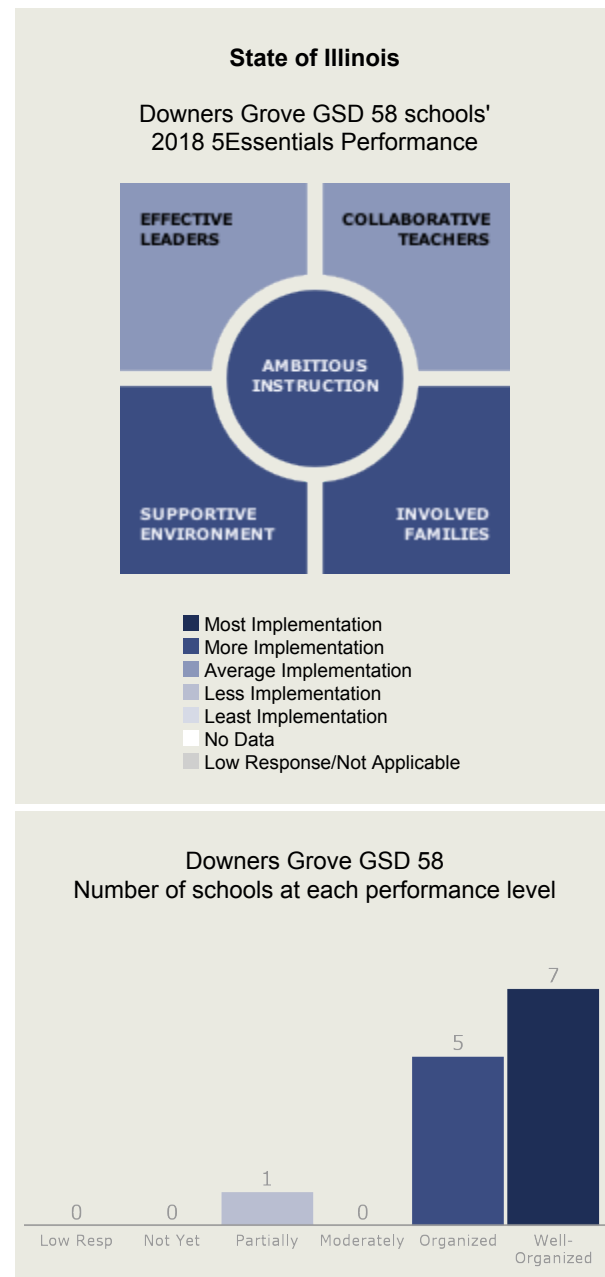 State of Illinois
Downers Grove GSD 58 schools'
2018 5Essentials Performance
EFFECTIVE
LEADERS
COLLABORATIVE
TEACHERS
AMBITIOUS
INSTRUCTION
SUPPORTIVE
ENVIRONMENT
INVOLVED
FAMILIES
Most Implementation
More Implementation
Average Implementation
Less Implementation
Least Implementation
No Data
Low Response/Not Applicable
Downers Grove GSD 58
Number of schools at each performance level
0
0
1
0
5
7
Low Resp
Not Yet
Partially
Moderately
Organized
Well-
Organized